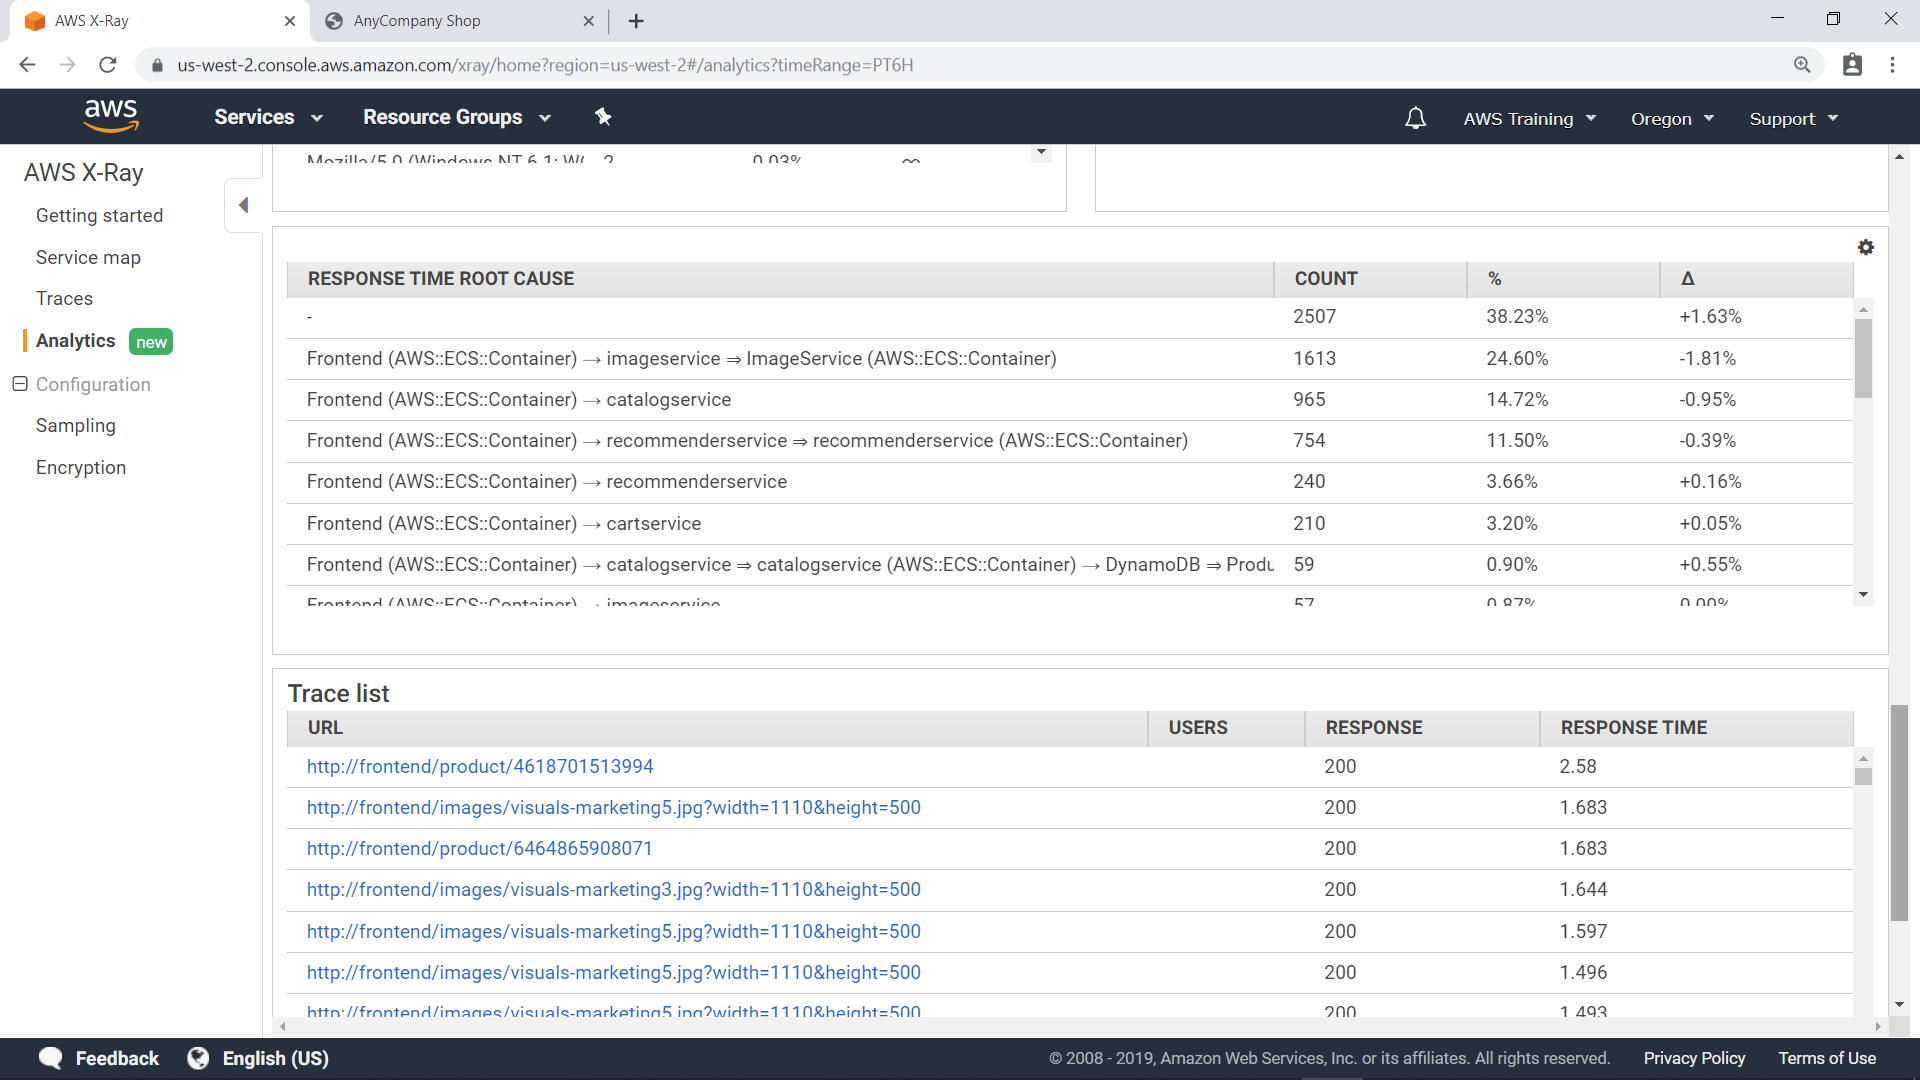 AWS X-Ray
AnyCompany Shop
us-west-2.console.aws.amazon.com/xray/home?region=us-west-2#/analytics?timeRange=PT6H
aws
Services
Resource Groups
AWS Training
Oregon
Support
AWS X-Ray
Getting started
Service map
Traces
Analytics new
Configuration
Sampling
Encryption
Mozilla/5.0 (Windows NT 6.1; W 2 0.03% ∞
RESPONSE TIME ROOT CAUSE COUNT % Δ
- 2507 38.23% +1.63%
Frontend (AWS::ECS::Container) → imageservice ⇒ ImageService (AWS::ECS::Container) 1613 24.60% -1.81%
Frontend (AWS::ECS::Container) → catalogservice 965 14.72% -0.95%
Frontend (AWS::ECS::Container) → recommenderservice ⇒ recommenderservice (AWS::ECS::Container) 754 11.50% -0.39%
Frontend (AWS::ECS::Container) → recommenderservice 240 3.66% +0.16%
Frontend (AWS::ECS::Container) → cartservice 210 3.20% +0.05%
Frontend (AWS::ECS::Container) → catalogservice ⇒ catalogservice (AWS::ECS::Container) → DynamoDB ⇒ Produ 59 0.90% +0.55%
Frontend (AWS::ECS::Container) → imageservice 57 0.87% 0.00%
Trace list
URL USERS RESPONSE RESPONSE TIME
http://frontend/product/4618701513994 200 2.58
http://frontend/images/visuals-marketing5.jpg?width=1110&height=500 200 1.683
http://frontend/product/6464865908071 200 1.683
http://frontend/images/visuals-marketing3.jpg?width=1110&height=500 200 1.644
http://frontend/images/visuals-marketing5.jpg?width=1110&height=500 200 1.597
http://frontend/images/visuals-marketing5.jpg?width=1110&height=500 200 1.496
http://frontend/images/visuals-marketing5.jpg?width=1110&height=500 200 1.493
Feedback
English (US)
© 2008 - 2019, Amazon Web Services, Inc. or its affiliates. All rights reserved.
Privacy Policy
Terms of Use